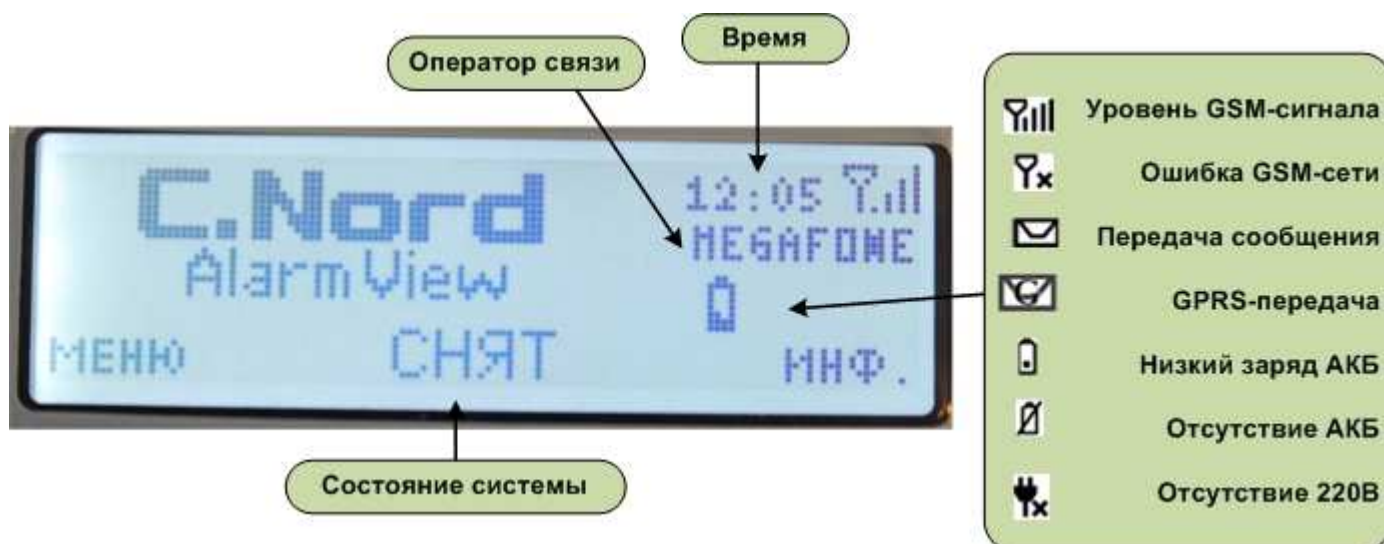 Время
Оператор связи
C.Nord
12:05
MEGAFONE
Alarm View
МЕНЮ
СНЯТ
ИНФ.
Состояние системы
Уровень GSM-сигнала
Ошибка GSM-сети
Передача сообщения
GPRS-передача
Низкий заряд АКБ
Отсутствие АКБ
Отсутствие 220В